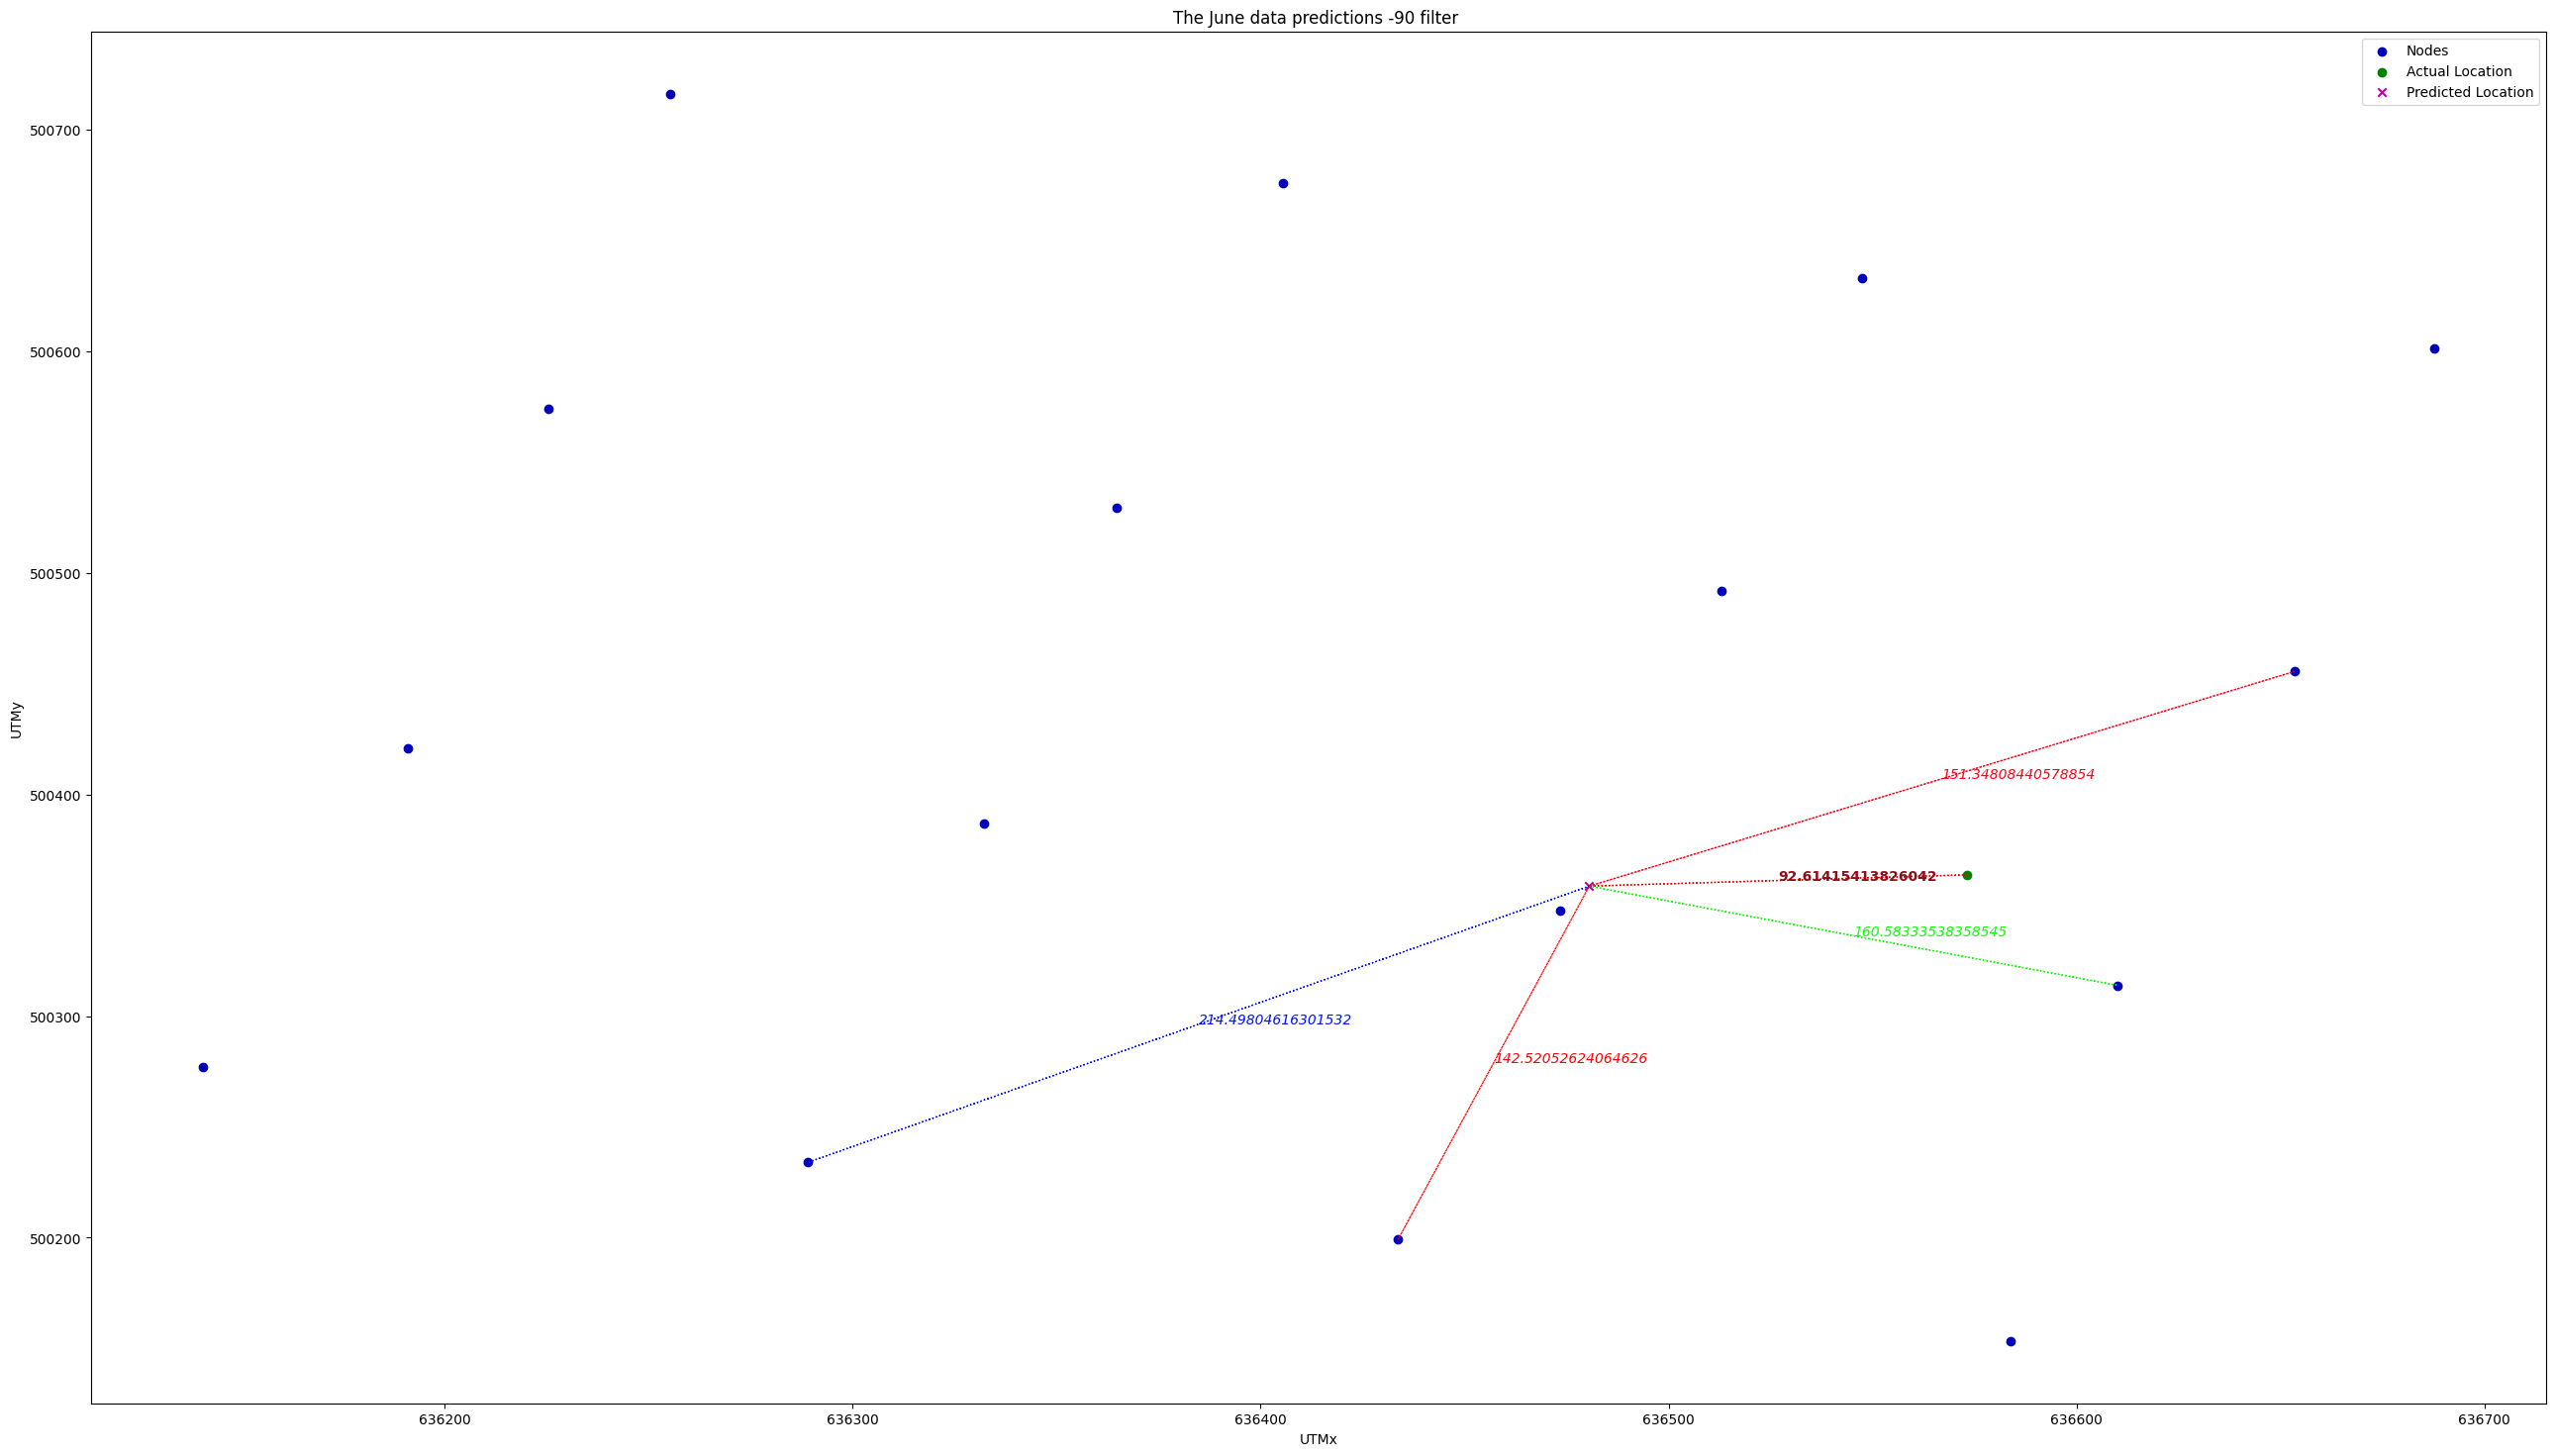 The June data predictions -90 filter
Nodes
Actual Location
Predicted Location
500700
500600
500500
500400
500300
500200
UTMy
151.34808440578854
92.61415413826042
160.58333538358545
214.49804616301532
142.52052624064626
636200
636300
636400
636500
636600
636700
UTMx